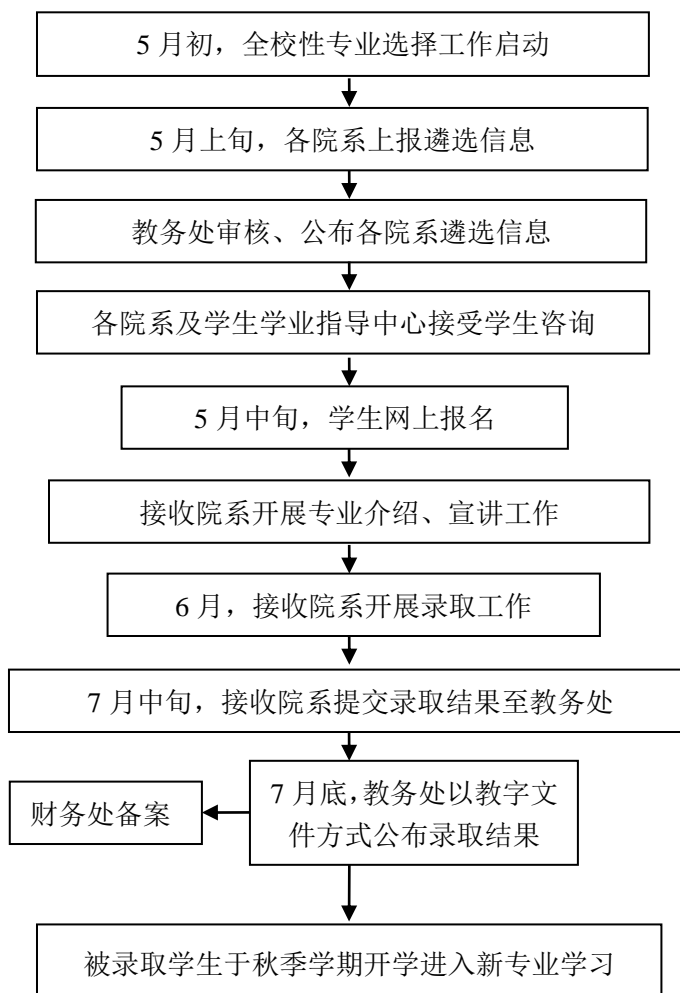 5 月初，全校性专业选择工作启动
5 月上旬，各院系上报遴选信息
教务处审核、公布各院系遴选信息
各院系及学生学业指导中心接受学生咨询
5 月中旬，学生网上报名
接收院系开展专业介绍、宣讲工作
6 月，接收院系开展录取工作
7 月中旬，接收院系提交录取结果至教务处
7 月底，教务处以教字文
件方式公布录取结果
财务处备案
被录取学生于秋季学期开学进入新专业学习